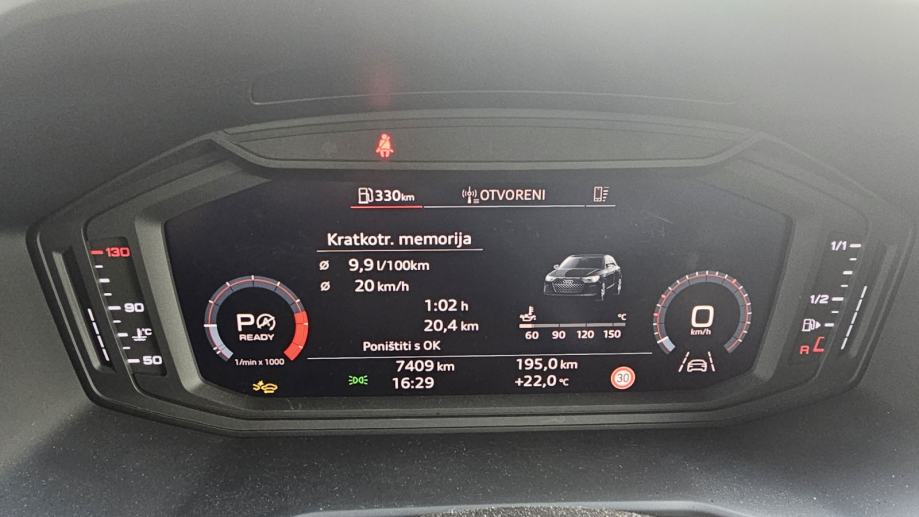 330 km
OTVORENI
Kratkotr. memorija
ø 9,9 l/100km
ø 20 km/h
1:02 h
20,4 km
Poništiti s OK
130
90
°C
50
P
READY
1/min x 1000
°C
60 90 120 150
0
km/h
1/1
1/2
R
7409 km 195,0 km
16:29 +22,0 °C
30